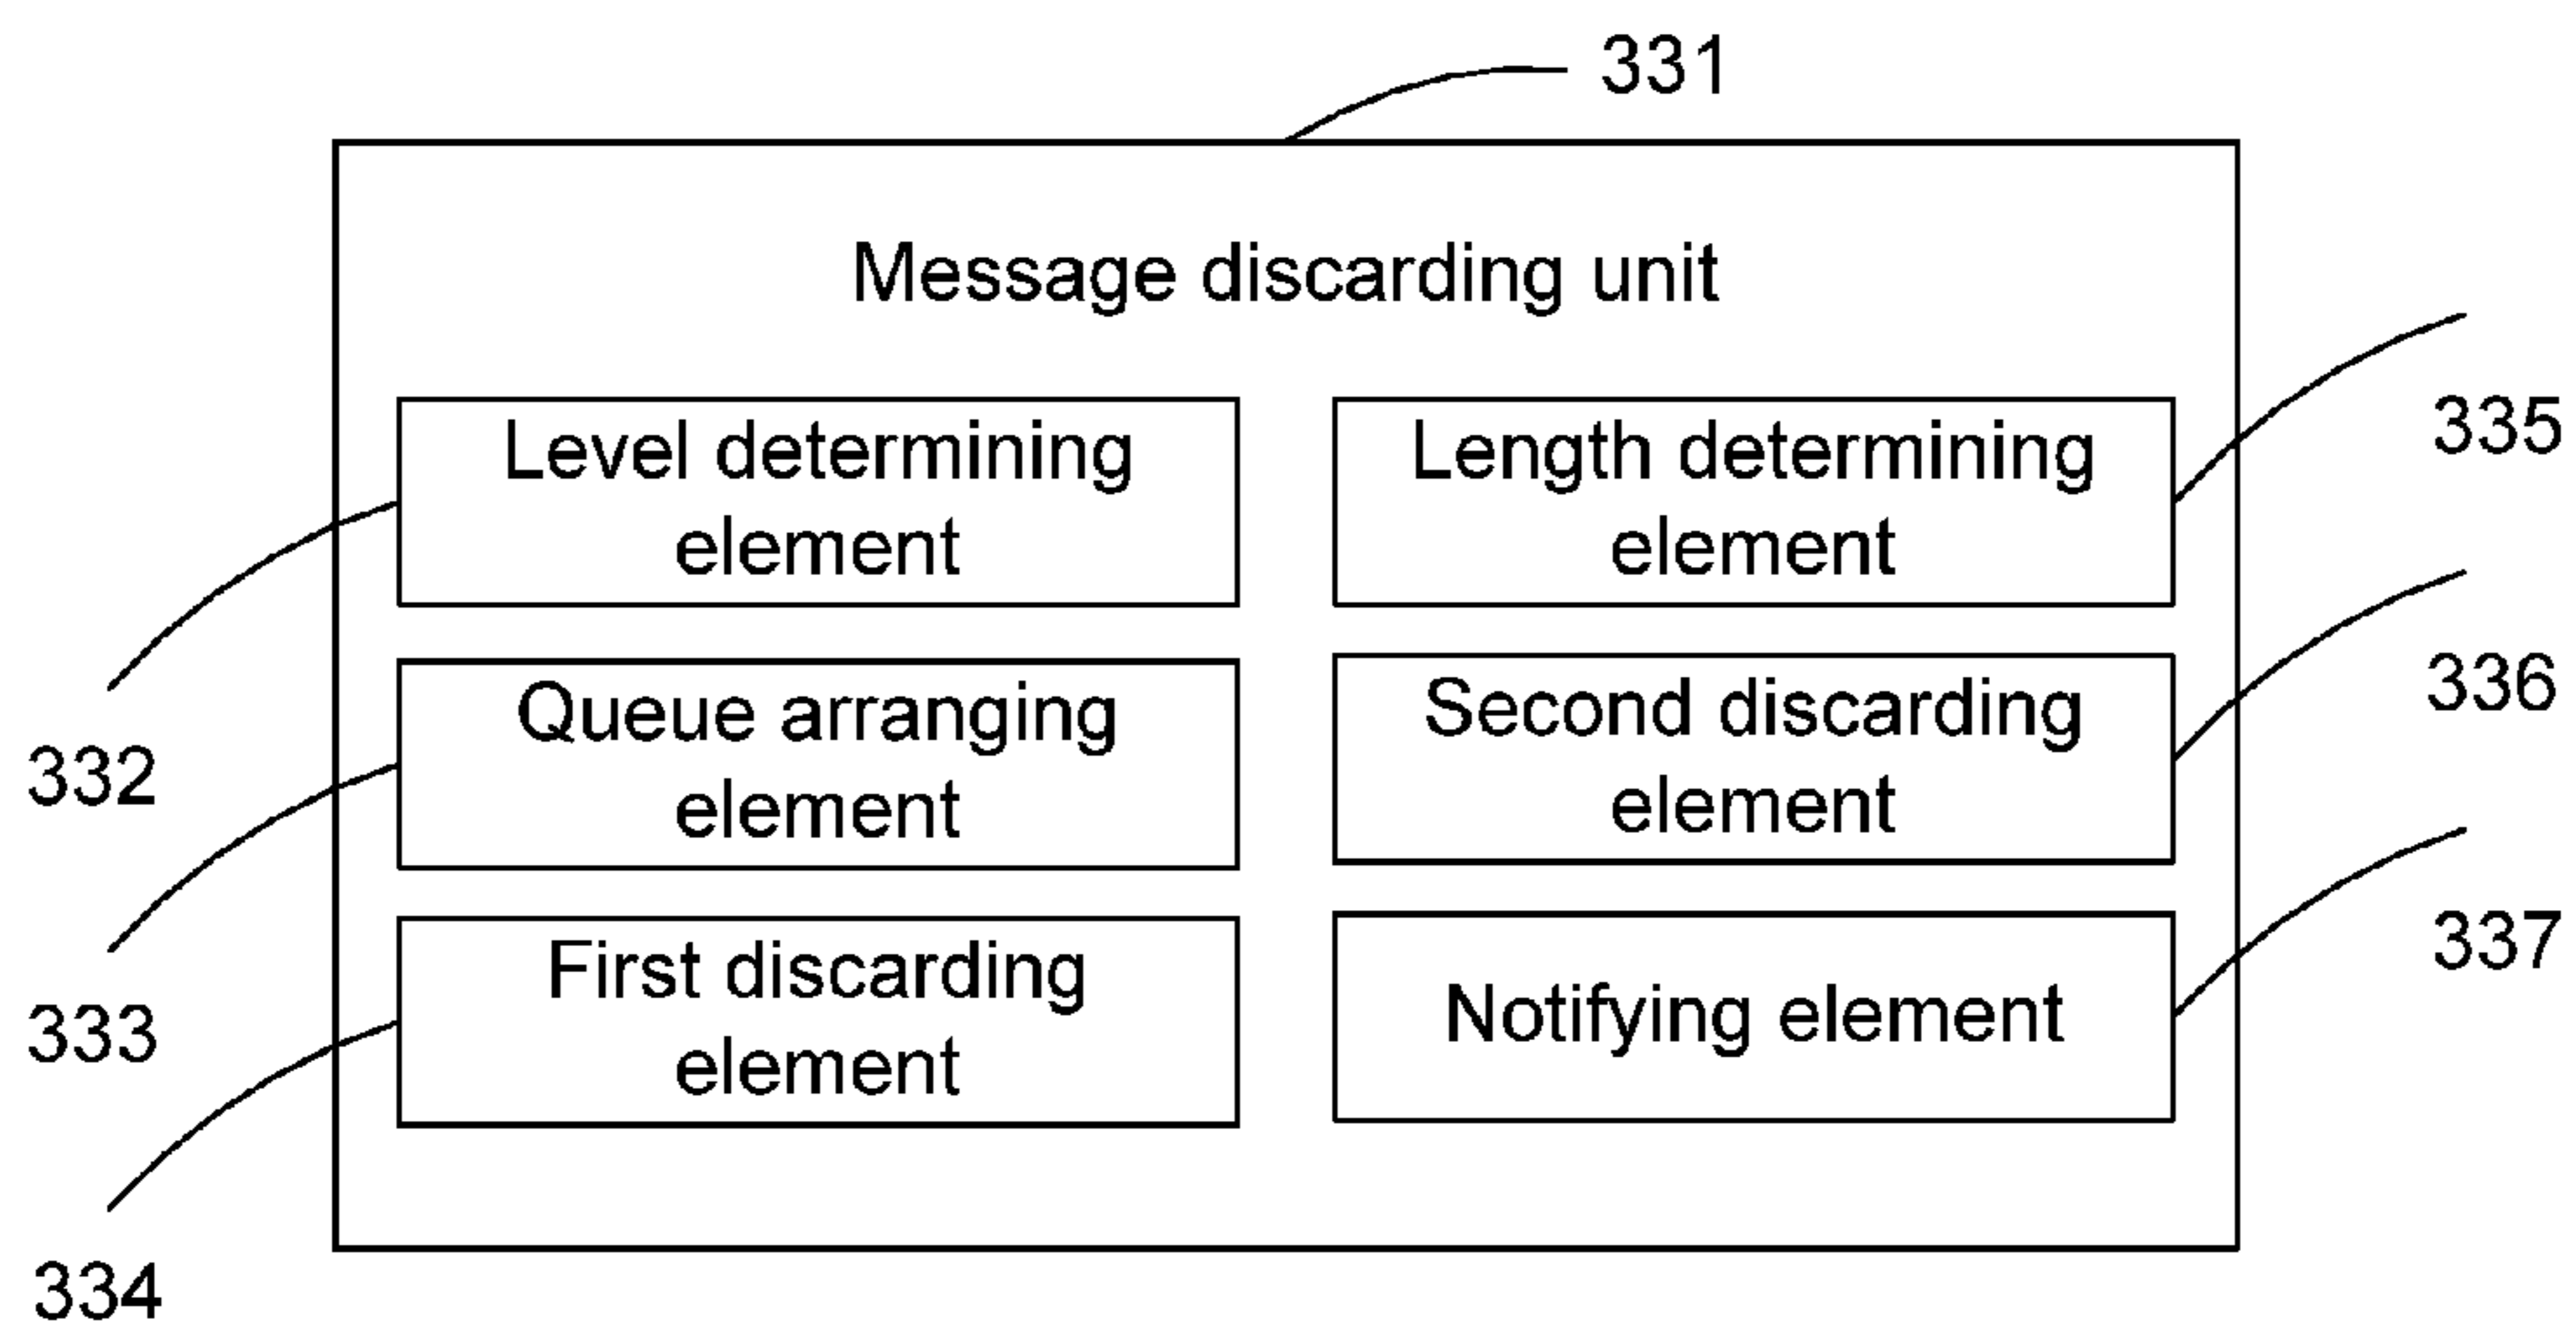 331
Message discarding unit
Level determining
element
332
Queue arranging
element
333
First discarding
element
334
Length determining
element
335
Second discarding
element
336
Notifying element
337